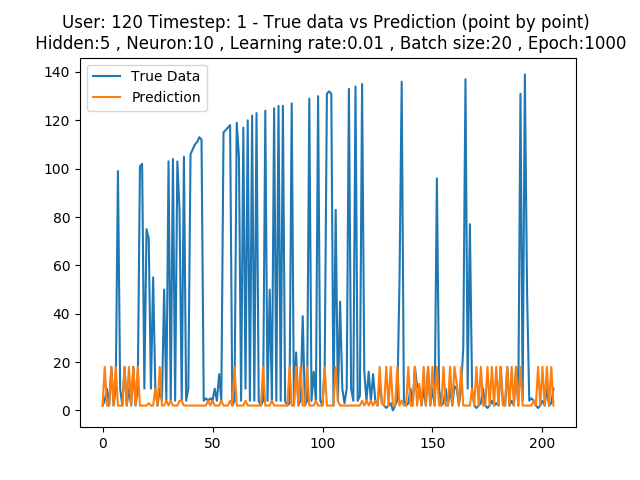 User: 120 Timestep: 1 - True data vs Prediction (point by point)
Hidden:5 , Neuron:10 , Learning rate:0.01 , Batch size:20 , Epoch:1000
True Data
Prediction
140
120
100
80
60
40
20
0
0 50 100 150 200